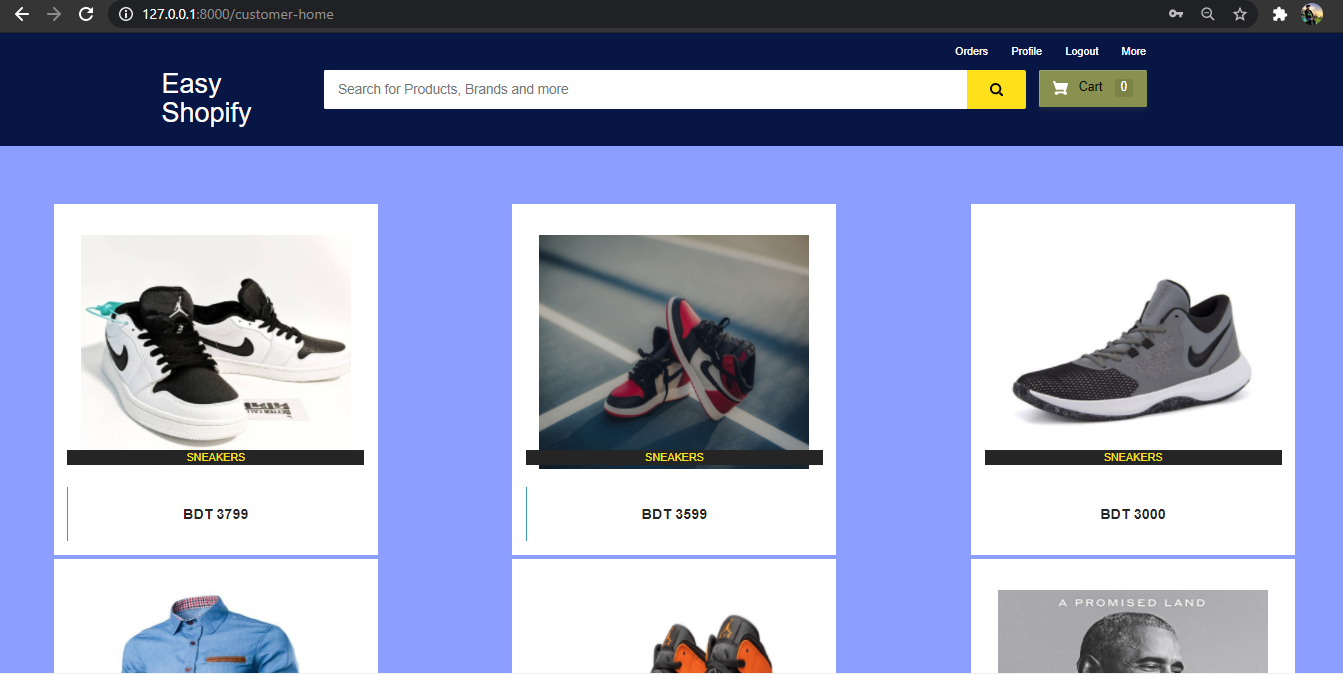 127.0.0.1:8000/customer-home
Orders Profile Logout More
Easy
Shopify
Search for Products, Brands and more
Cart 0
SNEAKERS
SNEAKERS
SNEAKERS
BDT 3799
BDT 3599
BDT 3000
A PROMISED LAND